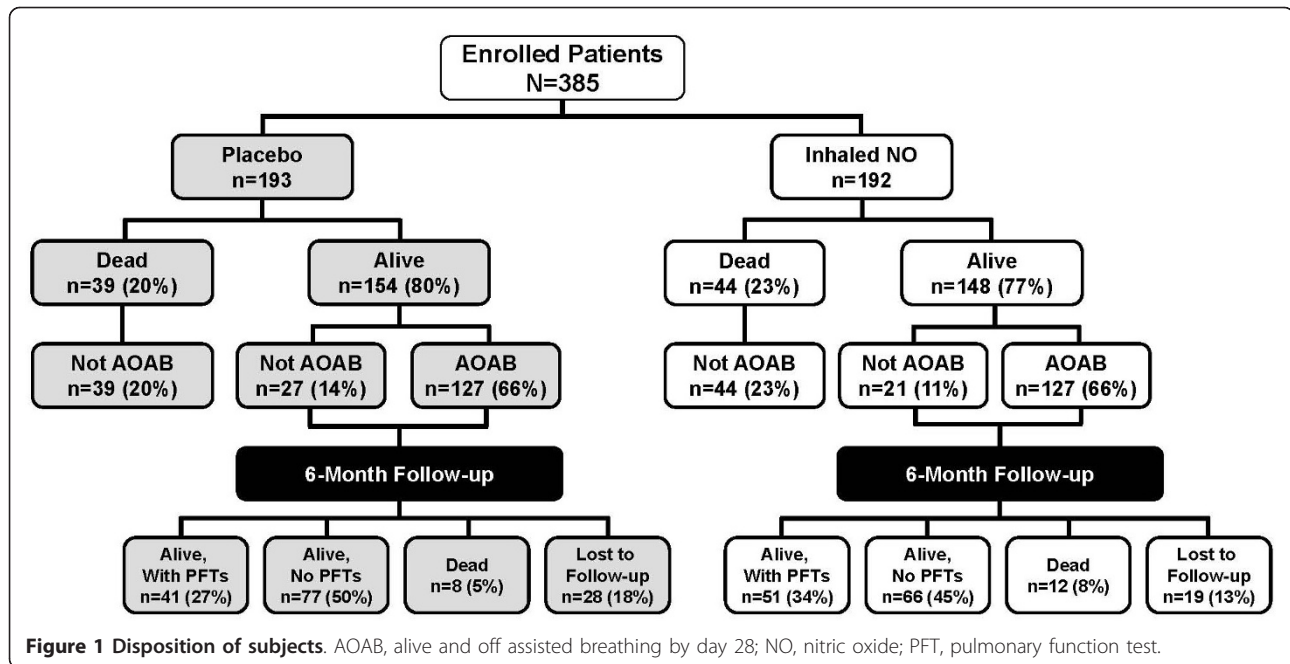 Enrolled Patients
N=385
Placebo
n=193
Inhaled NO
n=192
Dead
n=39 (20%)
Alive
n=154 (80%)
Dead
n=44 (23%)
Alive
n=148 (77%)
Not AOAB
n=39 (20%)
Not AOAB
n=27 (14%)
AOAB
n=127 (66%)
Not AOAB
n=44 (23%)
Not AOAB
n=21 (11%)
AOAB
n=127 (66%)
6-Month Follow-up
6-Month Follow-up
Alive,
With PFTs
n=41 (27%)
Alive,
No PFTs
n=77 (50%)
Dead
n=8 (5%)
Lost to
Follow-up
n=28 (18%)
Alive,
With PFTs
n=51 (34%)
Alive,
No PFTs
n=66 (45%)
Dead
n=12 (8%)
Lost to
Follow-up
n=19 (13%)
Figure 1 Disposition of subjects. AOAB, alive and off assisted breathing by day 28; NO, nitric oxide; PFT, pulmonary function test.